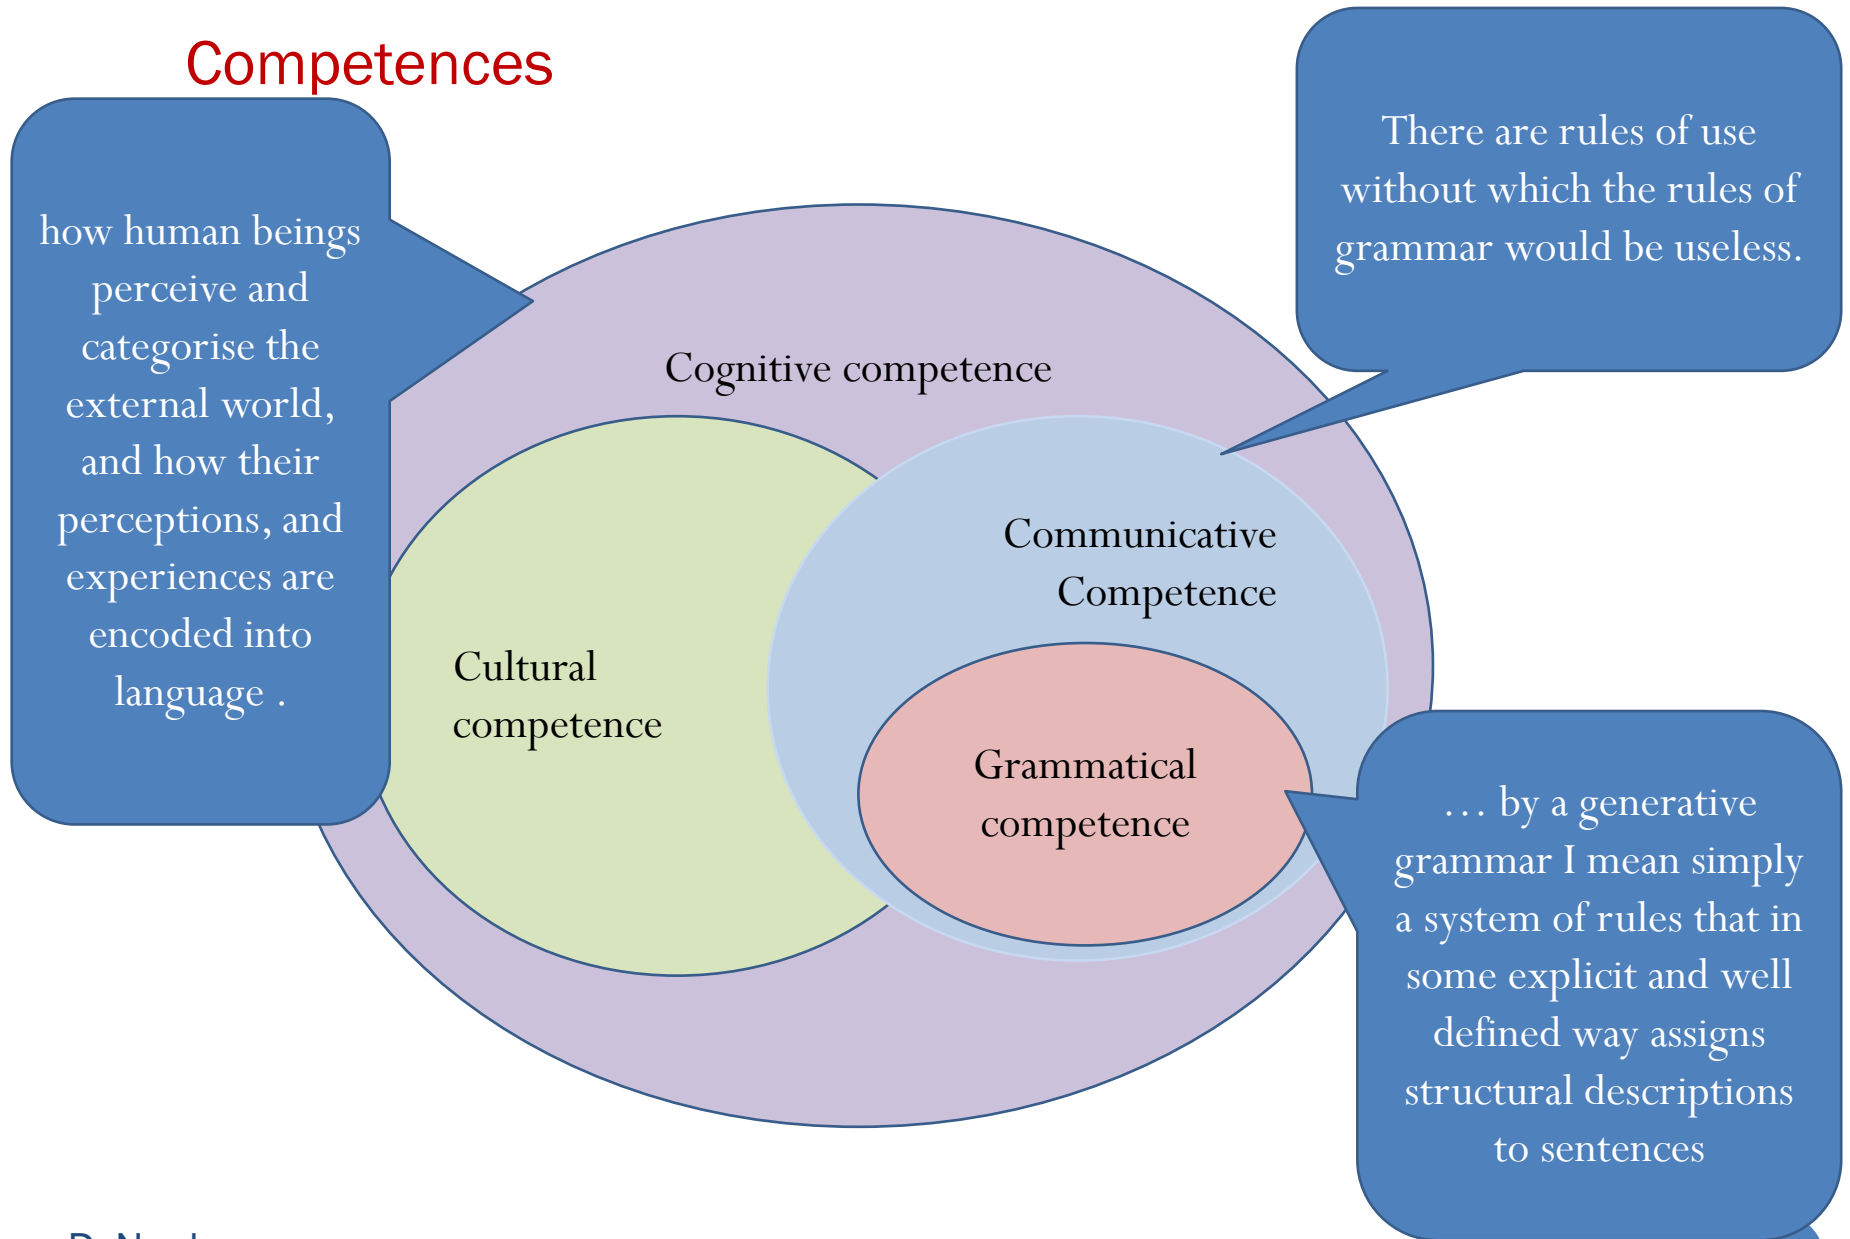 Competences
how human beings
perceive and
categorise the
external world,
and how their
perceptions, and
experiences are
encoded into
language .
There are rules of use
without which the rules of
grammar would be useless.
Cognitive competence
Communicative
Competence
Cultural
competence
Grammatical
competence
… by a generative
grammar I mean simply
a system of rules that in
some explicit and well
defined way assigns
structural descriptions
to sentences